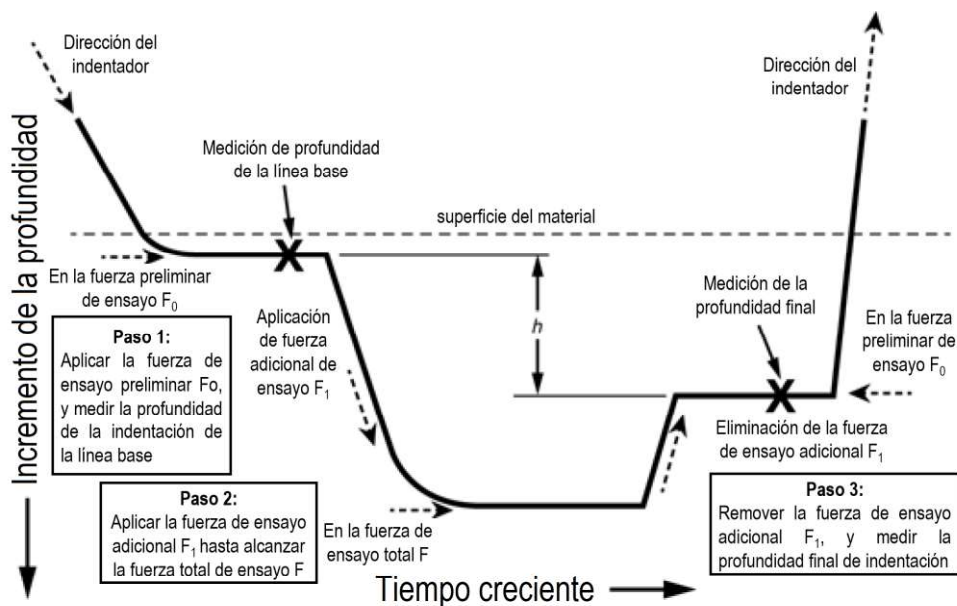 Dirección del
indentador
Dirección del
indentador
Medición de profundidad
de la línea base
superficie del material
En la fuerza preliminar
de ensayo F₀
h
Aplicación
de fuerza
adicional de
ensayo F₁
Medición de la
profundidad final
En la fuerza
preliminar de
ensayo F₀
Paso 1:
Aplicar la fuerza de
ensayo preliminar Fo,
y medir la profundidad
de la indentación de
la línea base
Eliminación de la fuerza
de ensayo adicional F₁
Paso 2:
Aplicar la fuerza de ensayo
adicional F₁ hasta alcanzar
la fuerza total de ensayo F
En la fuerza de
ensayo total F
Paso 3:
Remover la fuerza de ensayo
adicional F₁, y medir la
profundidad final de indentación
Incremento de la profundidad
Tiempo creciente